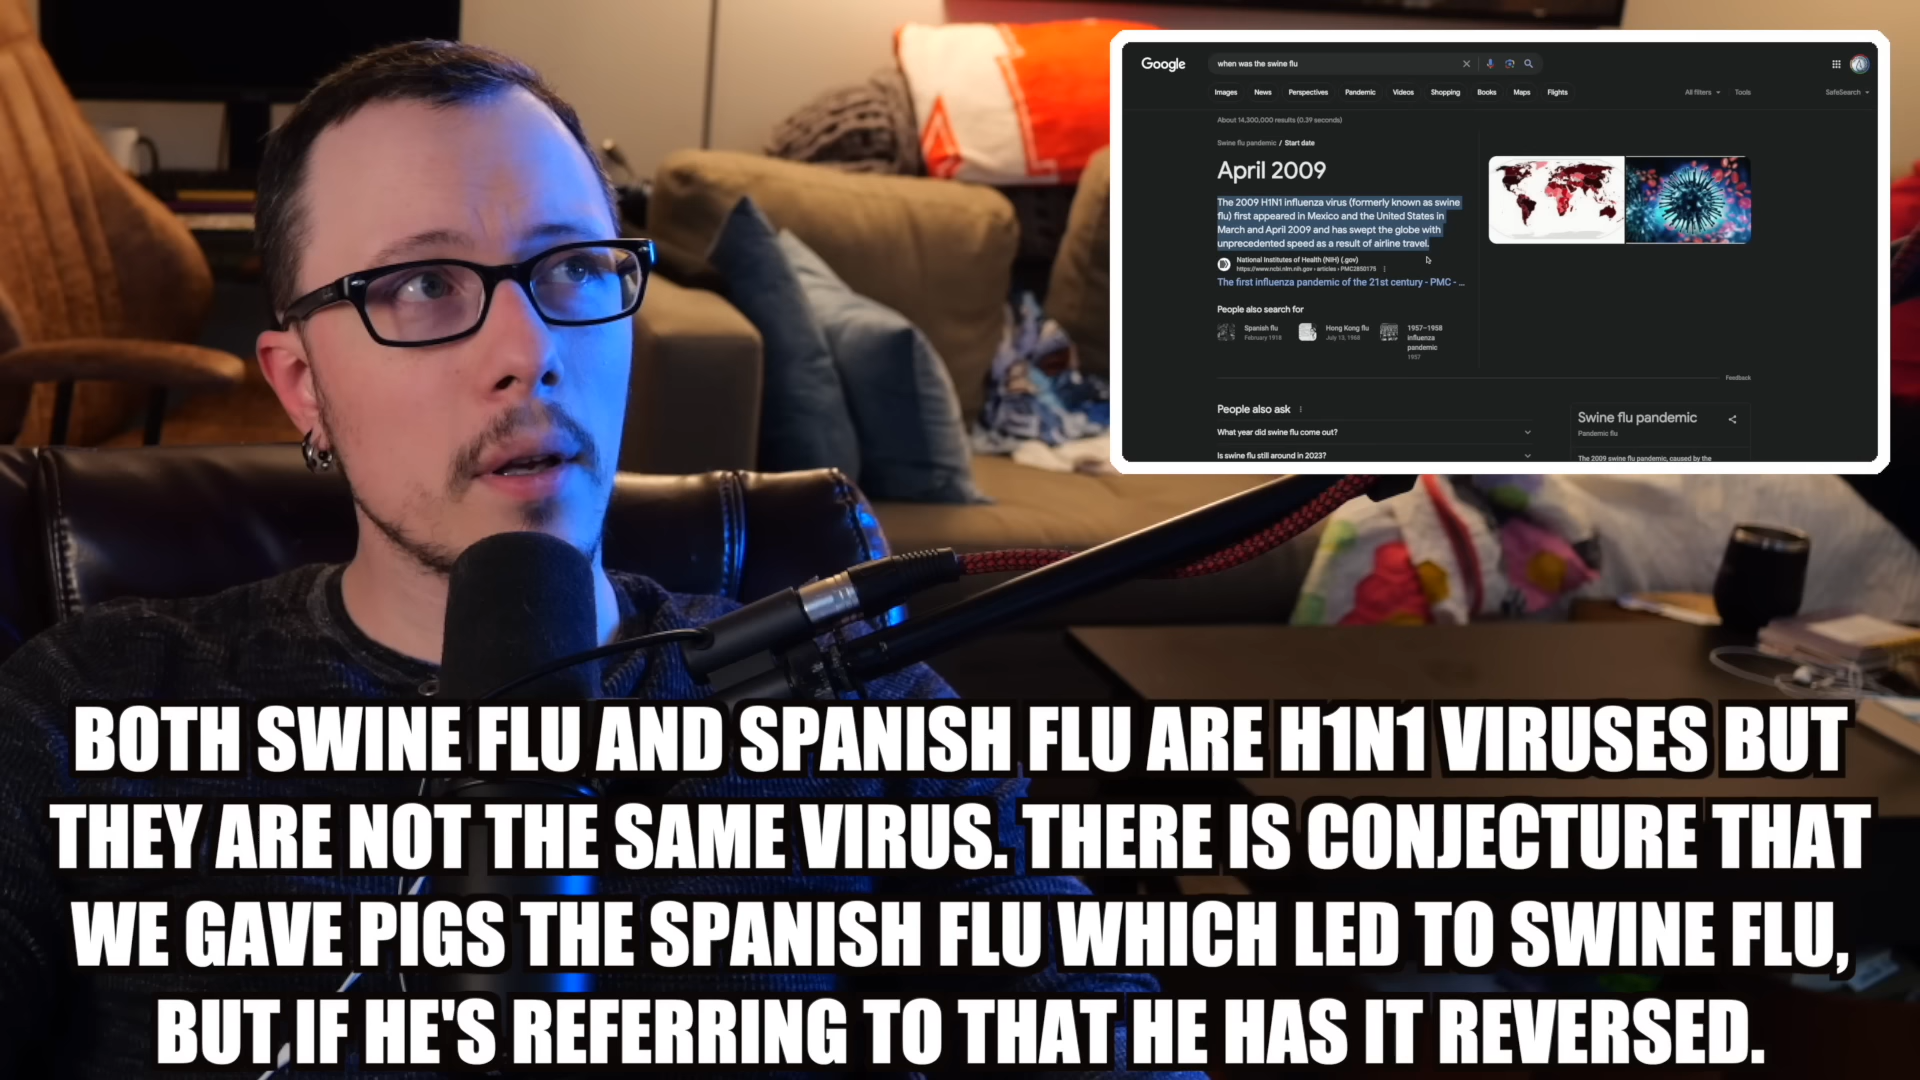 Google
when was the swine flu
Images News Perspectives Pandemic Videos Shopping Books Maps Flights All filters Tools SafeSearch
About 14,300,000 results (0.39 seconds)
Swine flu pandemic / Start date
April 2009
The 2009 H1N1 influenza virus (formerly known as swine
flu) first appeared in Mexico and the United States in
March and April 2009 and has swept the globe with
unprecedented speed as a result of airline travel.
National Institutes of Health (NIH) (.gov)
https://www.ncbi.nlm.nih.gov › articles › PMC2850175
The first influenza pandemic of the 21st century - PMC - ...
People also search for
Spanish flu
February 1918
Hong Kong flu
July 13, 1968
1957–1958
influenza
pandemic
1957
Feedback
People also ask
What year did swine flu come out?
Is swine flu still around in 2023?
Swine flu pandemic
Pandemic flu
The 2009 swine flu pandemic, caused by the
BOTH SWINE FLU AND SPANISH FLU ARE H1N1 VIRUSES BUT
THEY ARE NOT THE SAME VIRUS. THERE IS CONJECTURE THAT
WE GAVE PIGS THE SPANISH FLU WHICH LED TO SWINE FLU,
BUT IF HE'S REFERRING TO THAT HE HAS IT REVERSED.